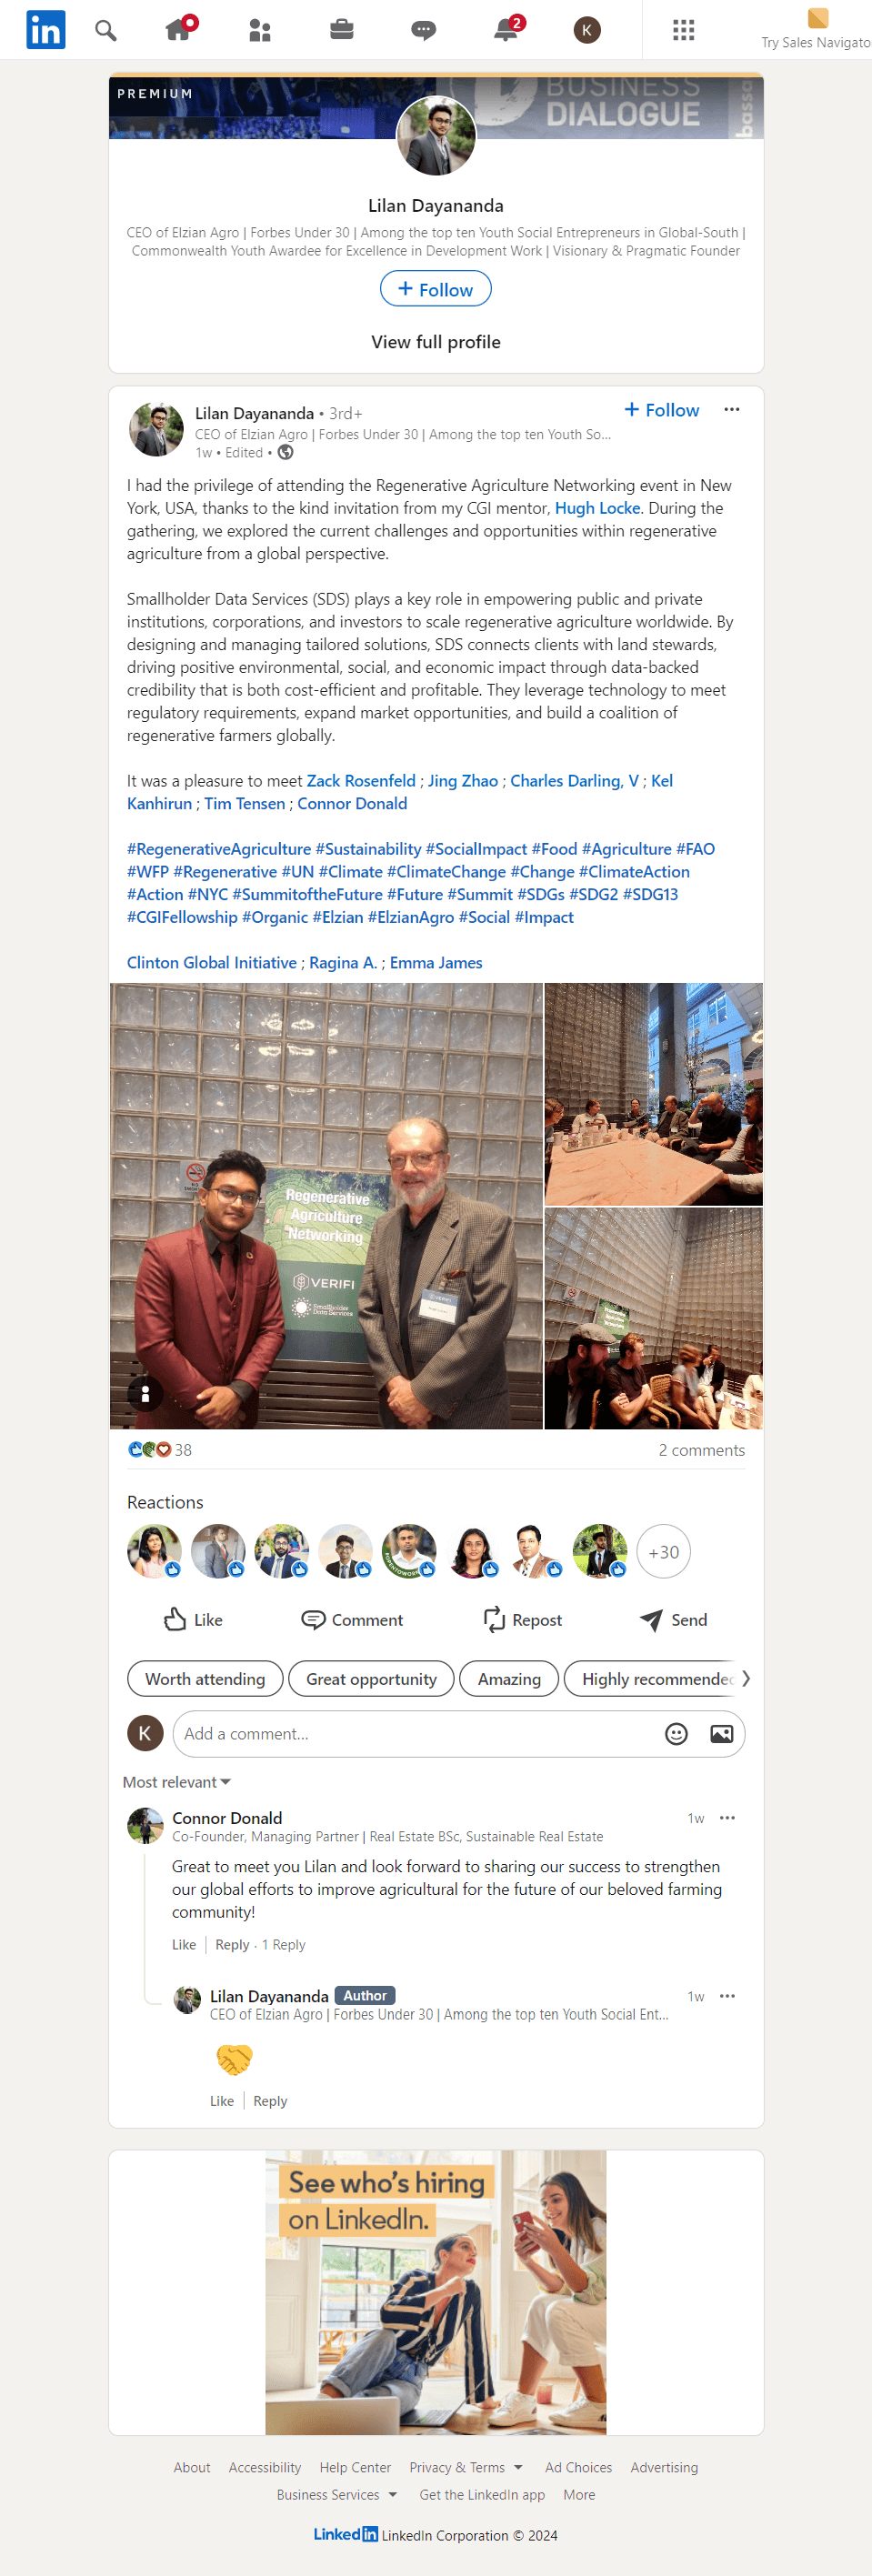 in
2
K
Try Sales Navigato
PREMIUM
BUSINESS
DIALOGUE
bassa
Lilan Dayananda
CEO of Elzian Agro | Forbes Under 30 | Among the top ten Youth Social Entrepreneurs in Global-South |
Commonwealth Youth Awardee for Excellence in Development Work | Visionary & Pragmatic Founder
+ Follow
View full profile
Lilan Dayananda • 3rd+
+ Follow
CEO of Elzian Agro | Forbes Under 30 | Among the top ten Youth So...
1w • Edited •
I had the privilege of attending the Regenerative Agriculture Networking event in New
York, USA, thanks to the kind invitation from my CGI mentor, Hugh Locke. During the
gathering, we explored the current challenges and opportunities within regenerative
agriculture from a global perspective.
Smallholder Data Services (SDS) plays a key role in empowering public and private
institutions, corporations, and investors to scale regenerative agriculture worldwide. By
designing and managing tailored solutions, SDS connects clients with land stewards,
driving positive environmental, social, and economic impact through data-backed
credibility that is both cost-efficient and profitable. They leverage technology to meet
regulatory requirements, expand market opportunities, and build a coalition of
regenerative farmers globally.
It was a pleasure to meet Zack Rosenfeld ; Jing Zhao ; Charles Darling, V ; Kel
Kanhirun ; Tim Tensen ; Connor Donald
#RegenerativeAgriculture #Sustainability #SocialImpact #Food #Agriculture #FAO
#WFP #Regenerative #UN #Climate #ClimateChange #Change #ClimateAction
#Action #NYC #SummitoftheFuture #Future #Summit #SDGs #SDG2 #SDG13
#CGIFellowship #Organic #Elzian #ElzianAgro #Social #Impact
Clinton Global Initiative ; Ragina A. ; Emma James
Regenerative
Agriculture
Networking
VERIFI
SmallHolder
Data Services
38
2 comments
Reactions
+30
Like
Comment
Repost
Send
Worth attending
Great opportunity
Amazing
Highly recommended
K
Add a comment...
Most relevant
Connor Donald
1w
Co-Founder, Managing Partner | Real Estate BSc, Sustainable Real Estate
Great to meet you Lilan and look forward to sharing our success to strengthen
our global efforts to improve agricultural for the future of our beloved farming
community!
Like | Reply · 1 Reply
Lilan Dayananda Author
1w
CEO of Elzian Agro | Forbes Under 30 | Among the top ten Youth Social Ent...
Like | Reply
See who's hiring
on LinkedIn.
About Accessibility Help Center Privacy & Terms Ad Choices Advertising
Business Services Get the LinkedIn app More
LinkedIn LinkedIn Corporation © 2024